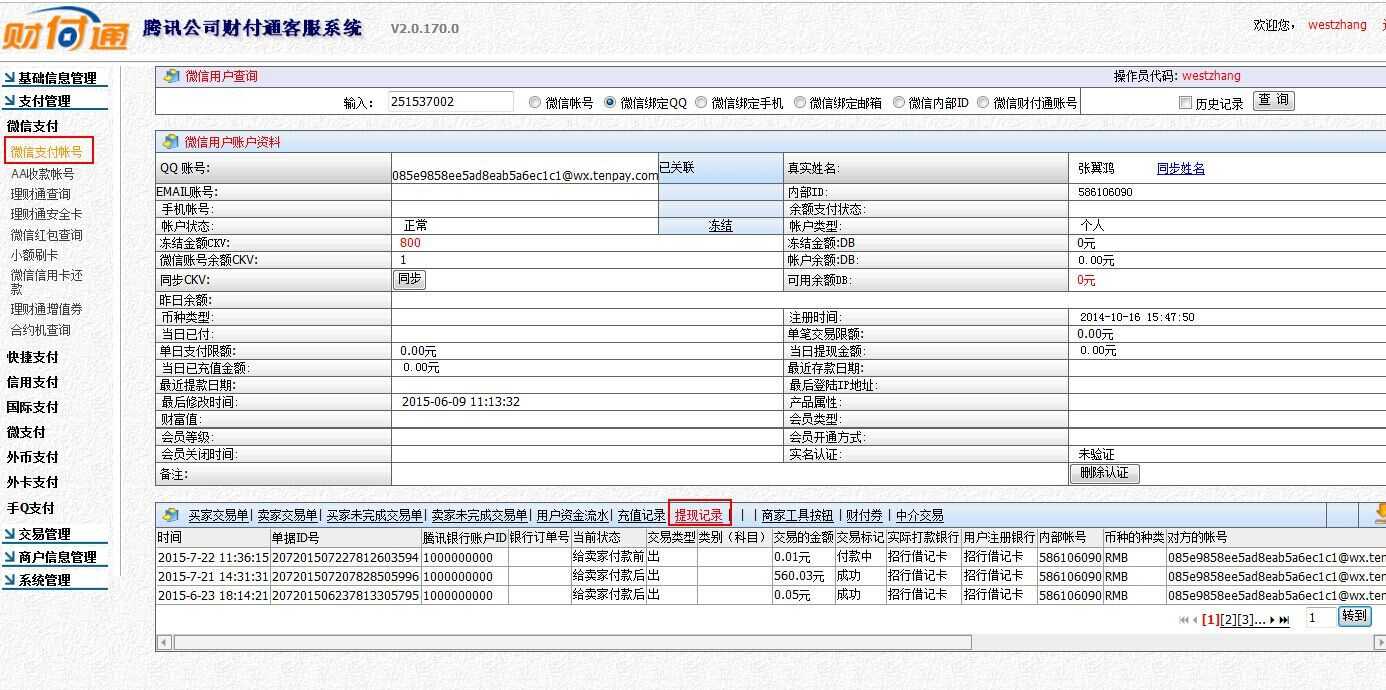 财付通 腾讯公司财付通客服系统 V2.0.170.0 欢迎您， westzhang
基础信息管理
支付管理
微信支付
微信支付帐号
AA收款帐号
理财通查询
理财通安全卡
微信红包查询
小额刷卡
微信信用卡还
款
理财通增值券
合约机查询
快捷支付
信用支付
国际支付
微支付
外币支付
外卡支付
手Q支付
交易管理
商户信息管理
系统管理
微信用户查询 操作员代码: westzhang
输入： 251537002 微信帐号 微信绑定QQ 微信绑定手机 微信绑定邮箱 微信内部ID 微信财付通账号 历史记录 查 询
微信用户账户资料
QQ 账号: 085e9858ee5ad8eab5a6ec1c1@wx.tenpay.com 已关联 真实姓名: 张翼鸿 同步姓名
EMAIL账号: 内部ID: 586106090
手机帐号: 余额支付状态:
帐户状态: 正常 冻结 帐户类型: 个人
冻结金额CKV: 800 冻结金额:DB 0元
微信账号余额CKV: 1 帐户余额:DB: 0.00元
同步CKV: 同步 可用余额DB: 0元
昨日余额:
币种类型: 注册时间: 2014-10-16 15:47:50
当日已付: 单笔交易限额: 0.00元
单日支付限额: 0.00元 当日提现金额: 0.00元
当日已充值金额: 0.00元 最近存款日期:
最近提款日期: 最后登陆IP地址:
最后修改时间: 2015-06-09 11:13:32 产品属性:
财富值: 会员类型:
会员等级: 会员开通方式:
会员关闭时间: 实名认证: 未验证
备注: 删除认证
买家交易单| 卖家交易单| 买家未完成交易单| 卖家未完成交易单| 用户资金流水| 充值记录 提现记录 | | | 商家工具按钮 | 财付券 | 中介交易
时间 单据ID号 腾讯银行账户ID 银行订单号 当前状态 交易类型 类别（科目） 交易的金额 交易标记 实际打款银行 用户注册银行 内部帐号 币种的种类 对方的帐号
2015-7-22 11:36:15 207201507227812603594 1000000000 给卖家付款前 出 0.01元 付款中 招行借记卡 招行借记卡 586106090 RMB 085e9858ee5ad8eab5a6ec1c1@wx.ten
2015-7-21 14:31:31 207201507207828505996 1000000000 给卖家付款后 出 560.03元 成功 招行借记卡 招行借记卡 586106090 RMB 085e9858ee5ad8eab5a6ec1c1@wx.ten
2015-6-23 18:14:21 207201506237813305795 1000000000 给卖家付款后 出 0.05元 成功 招行借记卡 招行借记卡 586106090 RMB 085e9858ee5ad8eab5a6ec1c1@wx.ten
[1][2][3]... 1 转到